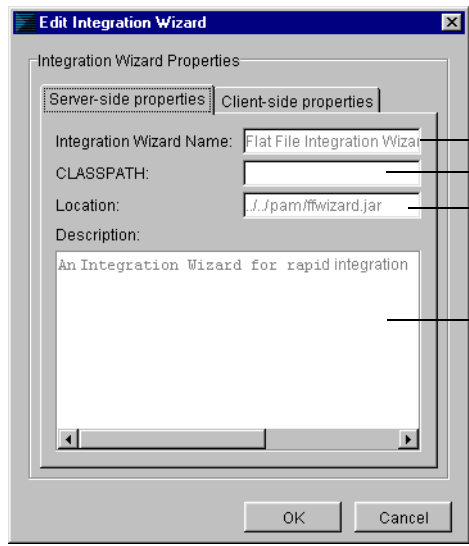 Edit Integration Wizard
Integration Wizard Properties
Server-side properties
Client-side properties
Integration Wizard Name: Flat File Integration Wizar
CLASSPATH:
Location: ../../pam/ffwizard.jar
Description:
An Integration Wizard for rapid integration
OK
Cancel